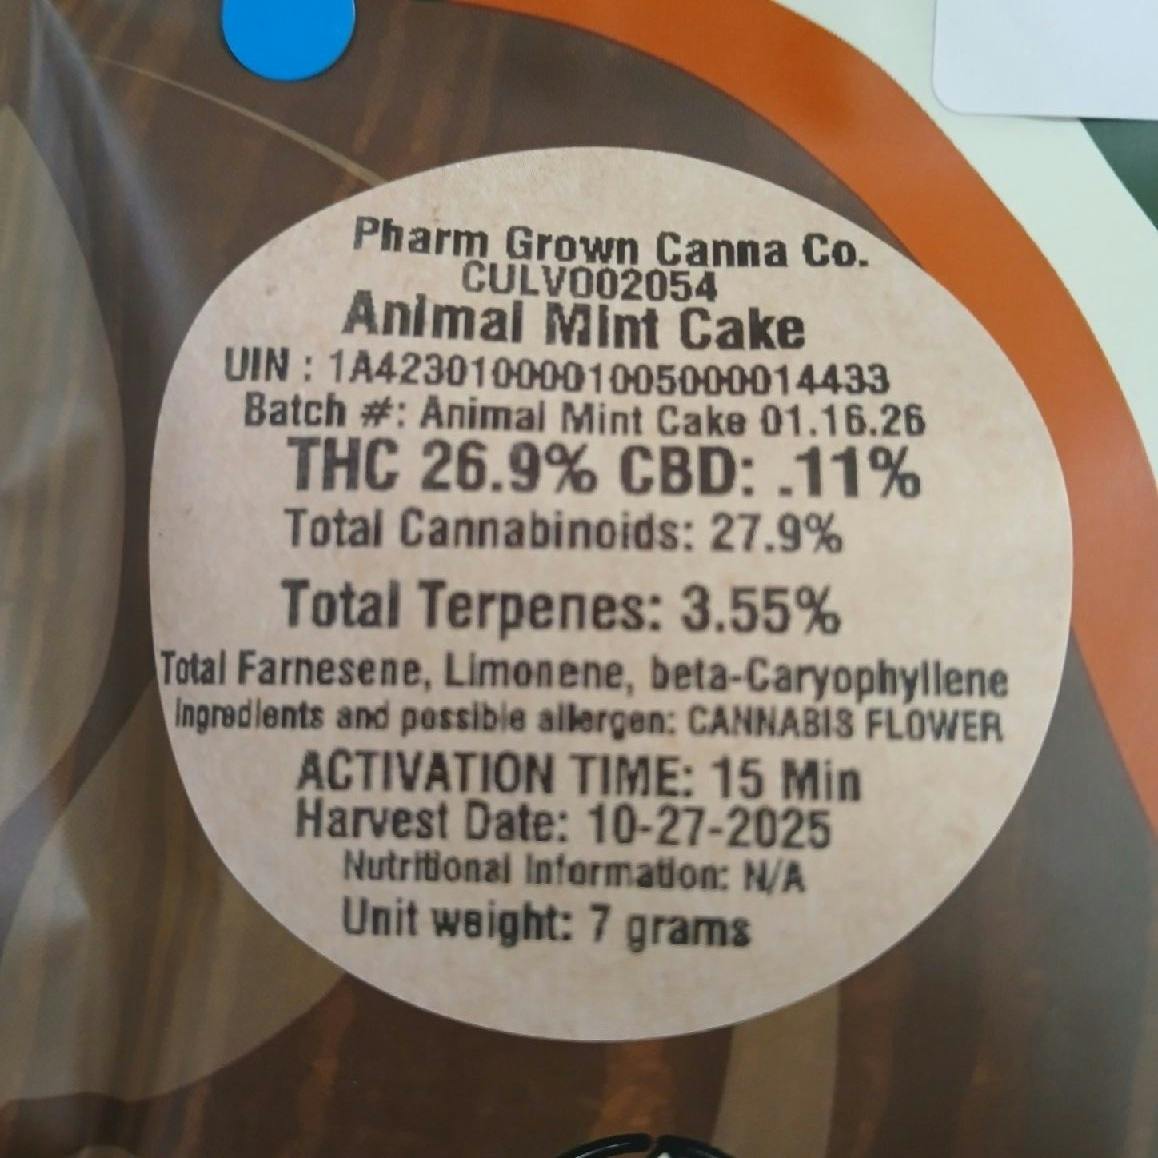 Pharm Grown Canna Co.
CULV002054
Animal Mint Cake
UIN : 1A4230100001005000014433
Batch #: Animal Mint Cake 01.16.26
THC 26.9% CBD: .11%
Total Cannabinoids: 27.9%
Total Terpenes: 3.55%
Total Farnesene, Limonene, beta-Caryophyllene
Ingredients and possible allergen: CANNABIS FLOWER
ACTIVATION TIME: 15 Min
Harvest Date: 10-27-2025
Nutritional Information: N/A
Unit weight: 7 grams